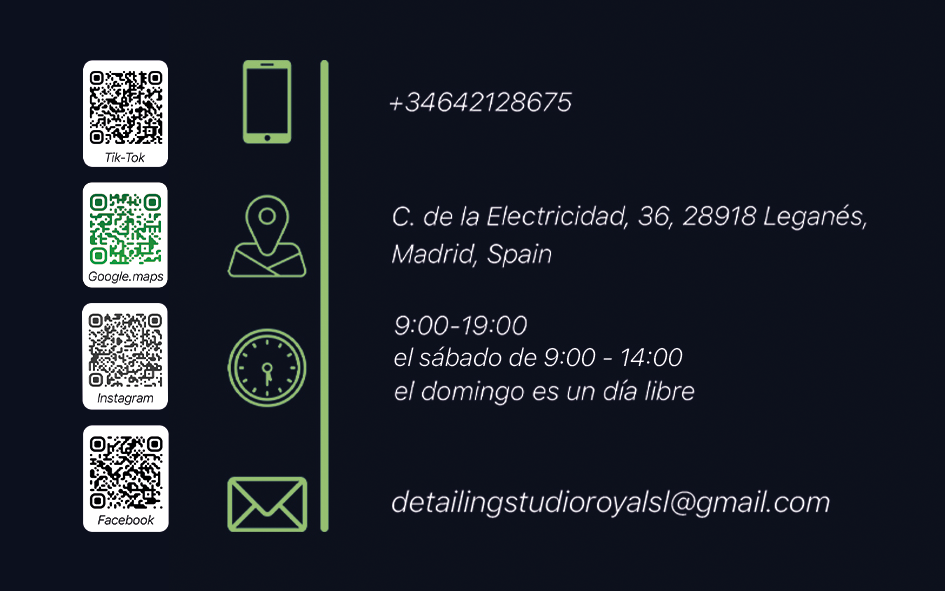 Tik-Tok
Google.maps
Instagram
Facebook
+34642128675
C. de la Electricidad, 36, 28918 Leganés,
Madrid, Spain
9:00-19:00
el sábado de 9:00 - 14:00
el domingo es un día libre
detailingstudioroyalsl@gmail.com